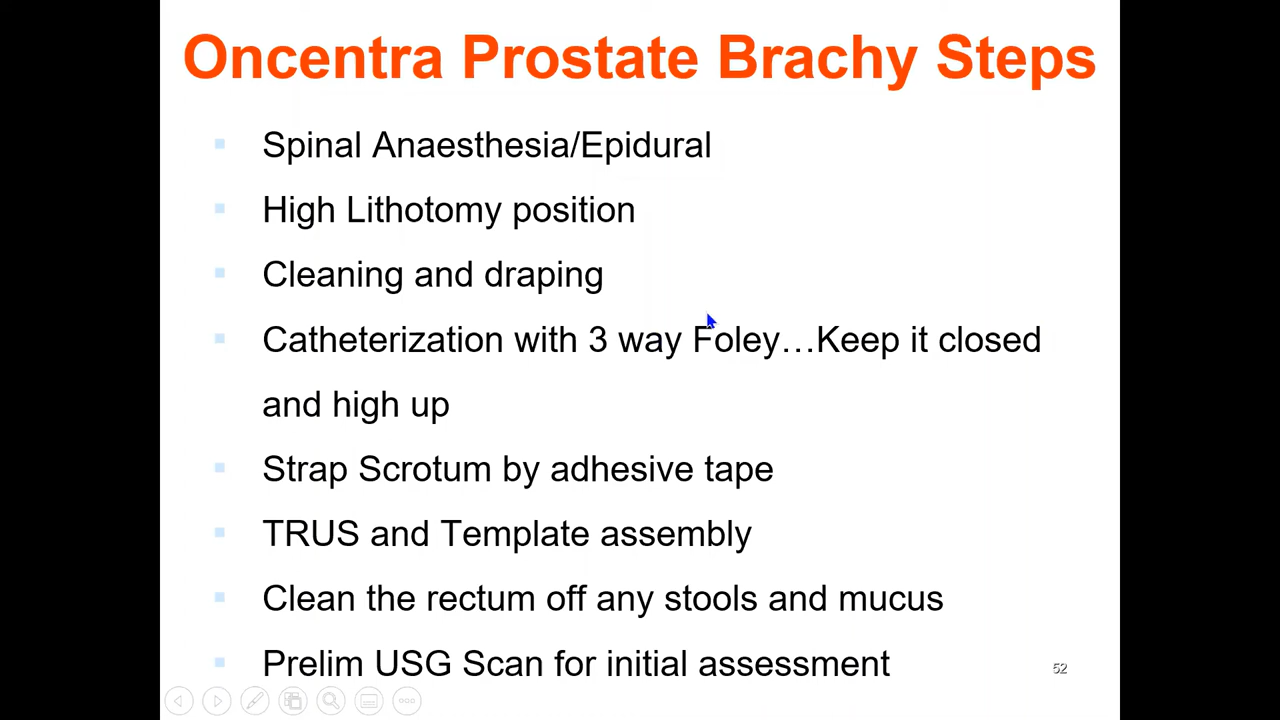 Oncentra Prostate Brachy Steps
Spinal Anaesthesia/Epidural
High Lithotomy position
Cleaning and draping
Catheterization with 3 way Foley…Keep it closed
and high up
Strap Scrotum by adhesive tape
TRUS and Template assembly
Clean the rectum off any stools and mucus
Prelim USG Scan for initial assessment
52